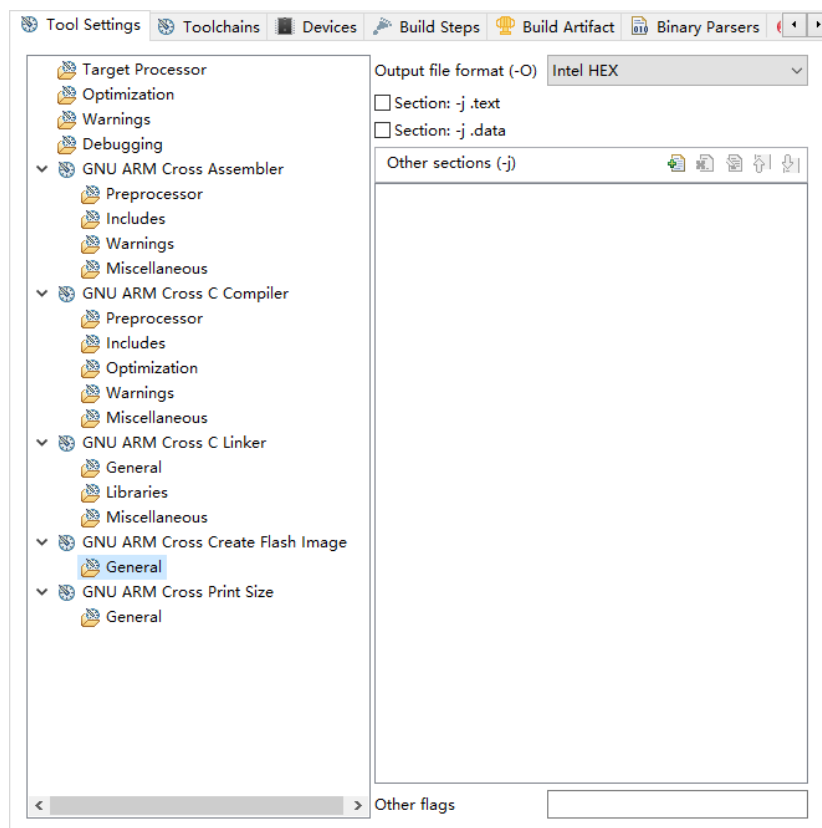 Tool Settings Toolchains Devices Build Steps Build Artifact Binary Parsers
Target Processor
Optimization
Warnings
Debugging
GNU ARM Cross Assembler
Preprocessor
Includes
Warnings
Miscellaneous
GNU ARM Cross C Compiler
Preprocessor
Includes
Optimization
Warnings
Miscellaneous
GNU ARM Cross C Linker
General
Libraries
Miscellaneous
GNU ARM Cross Create Flash Image
General
GNU ARM Cross Print Size
General
Output file format (-O) Intel HEX
Section: -j .text
Section: -j .data
Other sections (-j)
Other flags